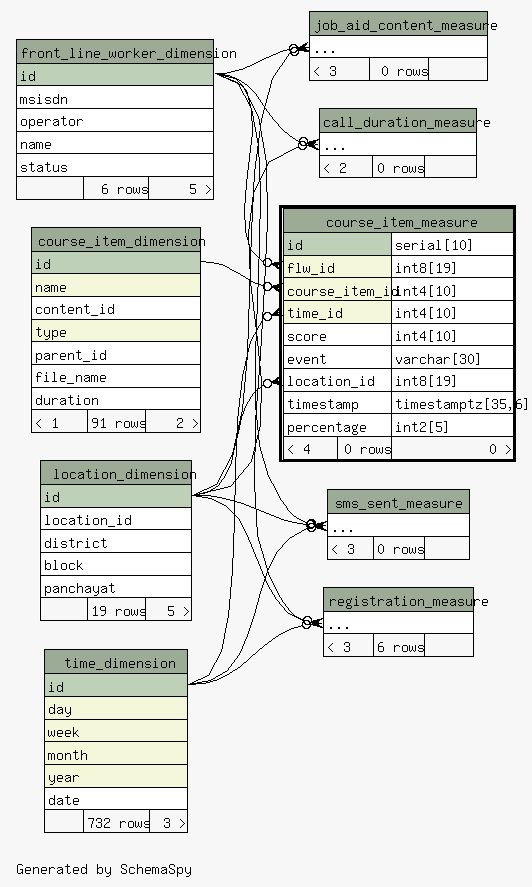 front_line_worker_dimension
id
msisdn
operator
name
status
6 rows 5 >
course_item_dimension
id
name
content_id
type
parent_id
file_name
duration
< 1 91 rows 2 >
location_dimension
id
location_id
district
block
panchayat
19 rows 5 >
time_dimension
id
day
week
month
year
date
732 rows 3 >
job_aid_content_measure
...
< 3 0 rows
call_duration_measure
...
< 2 0 rows
course_item_measure
id serial[10]
flw_id int8[19]
course_item_id int4[10]
time_id int4[10]
score int4[10]
event varchar[30]
location_id int8[19]
timestamp timestamptz[35,6]
percentage int2[5]
< 4 0 rows 0 >
sms_sent_measure
...
< 3 0 rows
registration_measure
...
< 3 6 rows
Generated by SchemaSpy